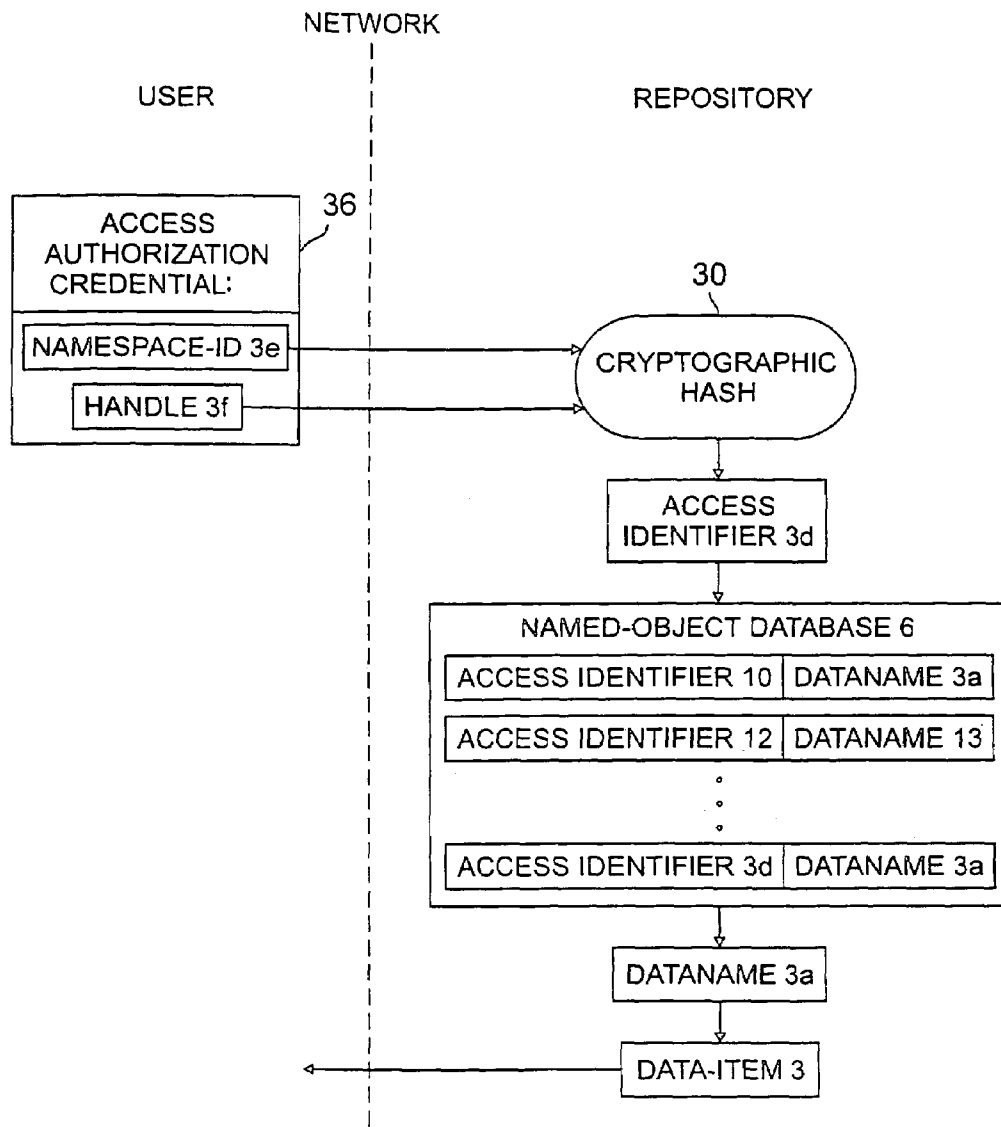 NETWORK
USER
REPOSITORY
36
ACCESS
AUTHORIZATION
CREDENTIAL:
NAMESPACE-ID 3e
HANDLE 3f
30
CRYPTOGRAPHIC
HASH
ACCESS
IDENTIFIER 3d
NAMED-OBJECT DATABASE 6
ACCESS IDENTIFIER 10 DATANAME 3a
ACCESS IDENTIFIER 12 DATANAME 13
ACCESS IDENTIFIER 3d DATANAME 3a
DATANAME 3a
DATA-ITEM 3